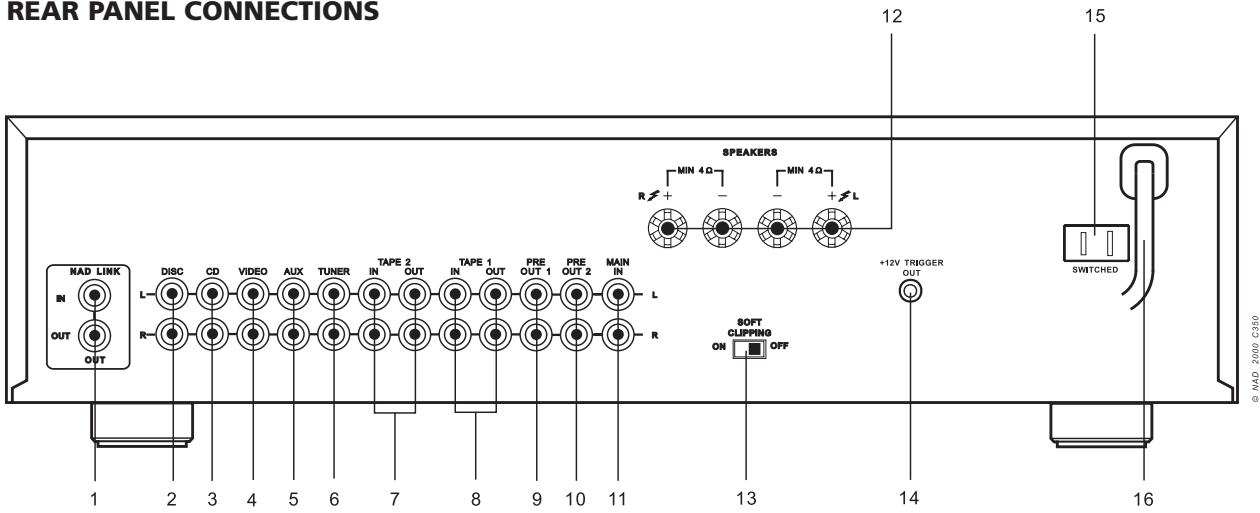 REAR PANEL CONNECTIONS
12 15
SPEAKERS
MIN 4Ω MIN 4Ω
R + − − + L
SWITCHED
NAD LINK
IN
OUT
OUT
DISC CD VIDEO AUX TUNER TAPE 2 IN OUT TAPE 1 IN OUT PRE OUT 1 PRE OUT 2 MAIN IN
L L
R R
+12V TRIGGER
OUT
SOFT
CLIPPING
ON OFF
© NAD 2000 C350
1 2 3 4 5 6 7 8 9 10 11 13 14 16